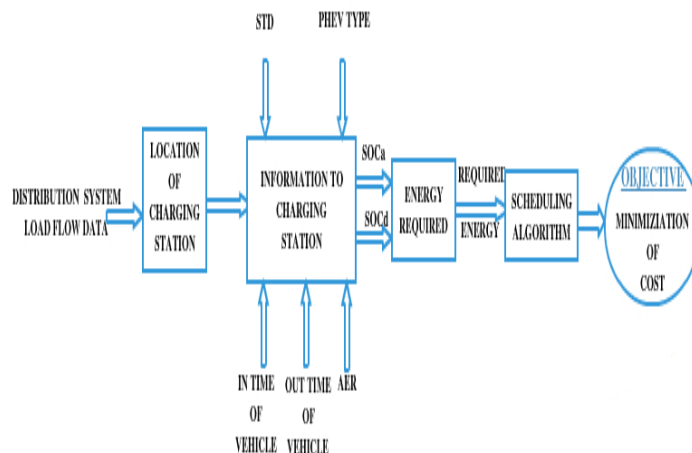 STD
PHEV TYPE
DISTRIBUTION SYSTEM
LOAD FLOW DATA
LOCATION
OF
CHARGING
STATION
INFORMATION TO
CHARGING
STATION
SOCa
SOCd
ENERGY
REQUIRED
REQUIRED
ENERGY
SCHEDULING
ALGORITHM
OBJECTIVE
MINIMIZIATION
OF
COST
IN TIME
OF
VEHICLE
OUT TIME
OF
VEHICLE
AER